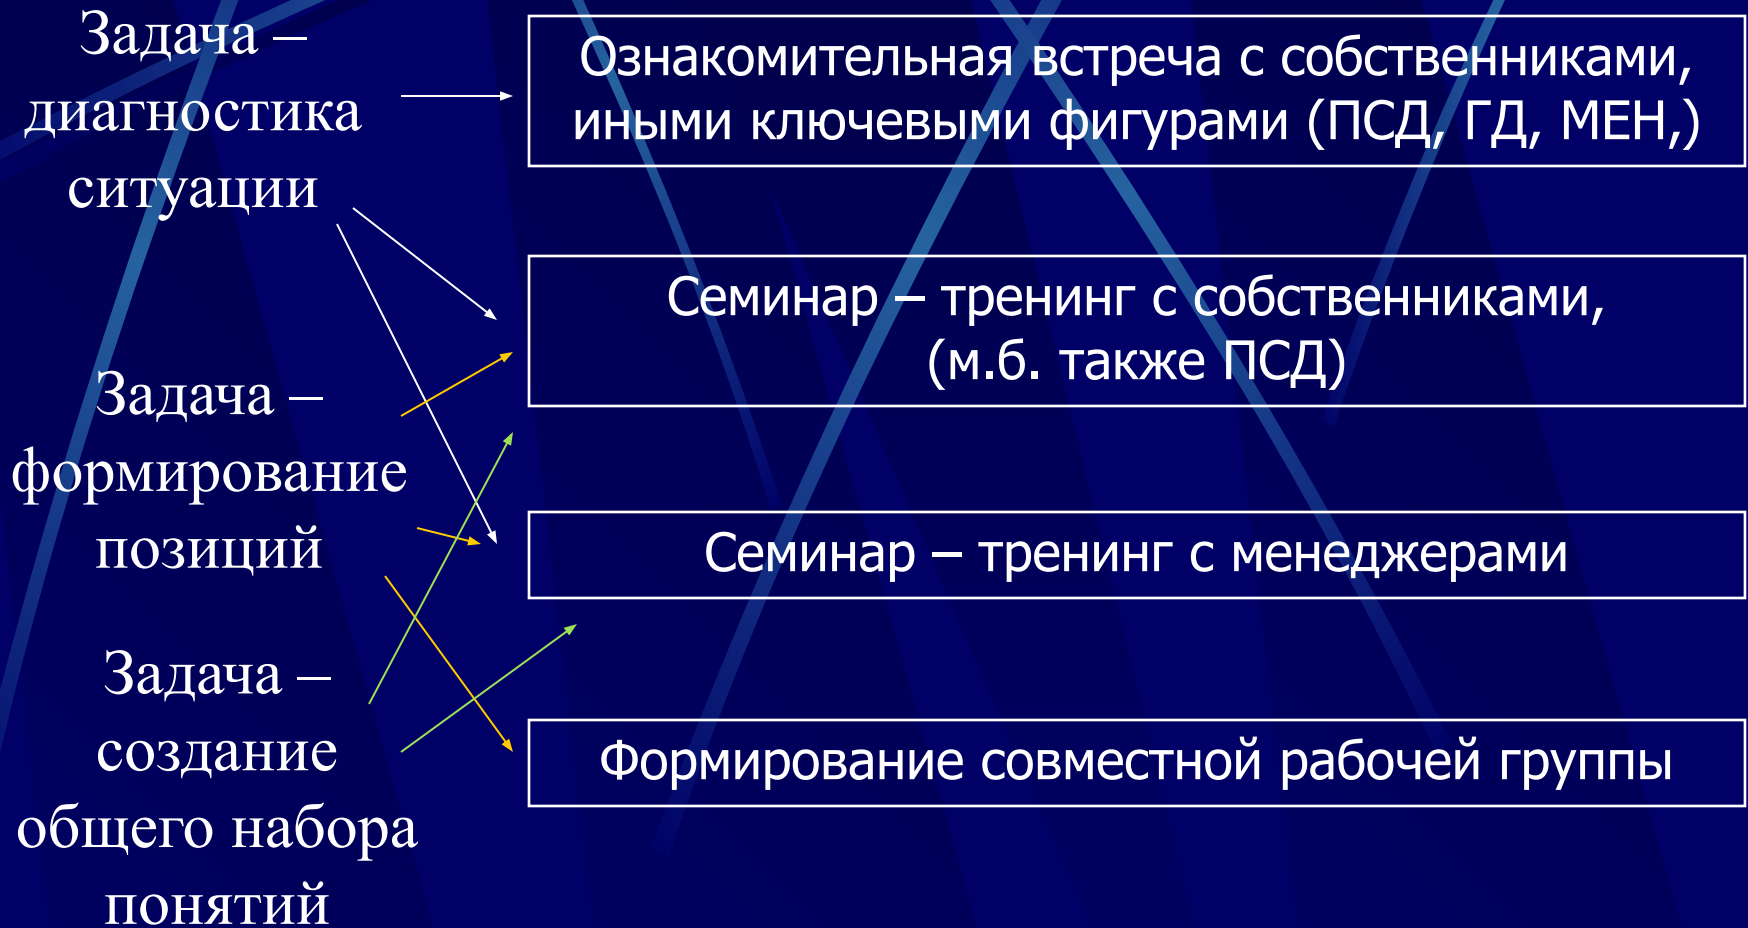 Задача –
диагностика
ситуации
Ознакомительная встреча с собственниками,
иными ключевыми фигурами (ПСД, ГД, МЕН,)
Семинар – тренинг с собственниками,
(м.б. также ПСД)
Задача –
формирование
позиций
Семинар – тренинг с менеджерами
Задача –
создание
общего набора
понятий
Формирование совместной рабочей группы